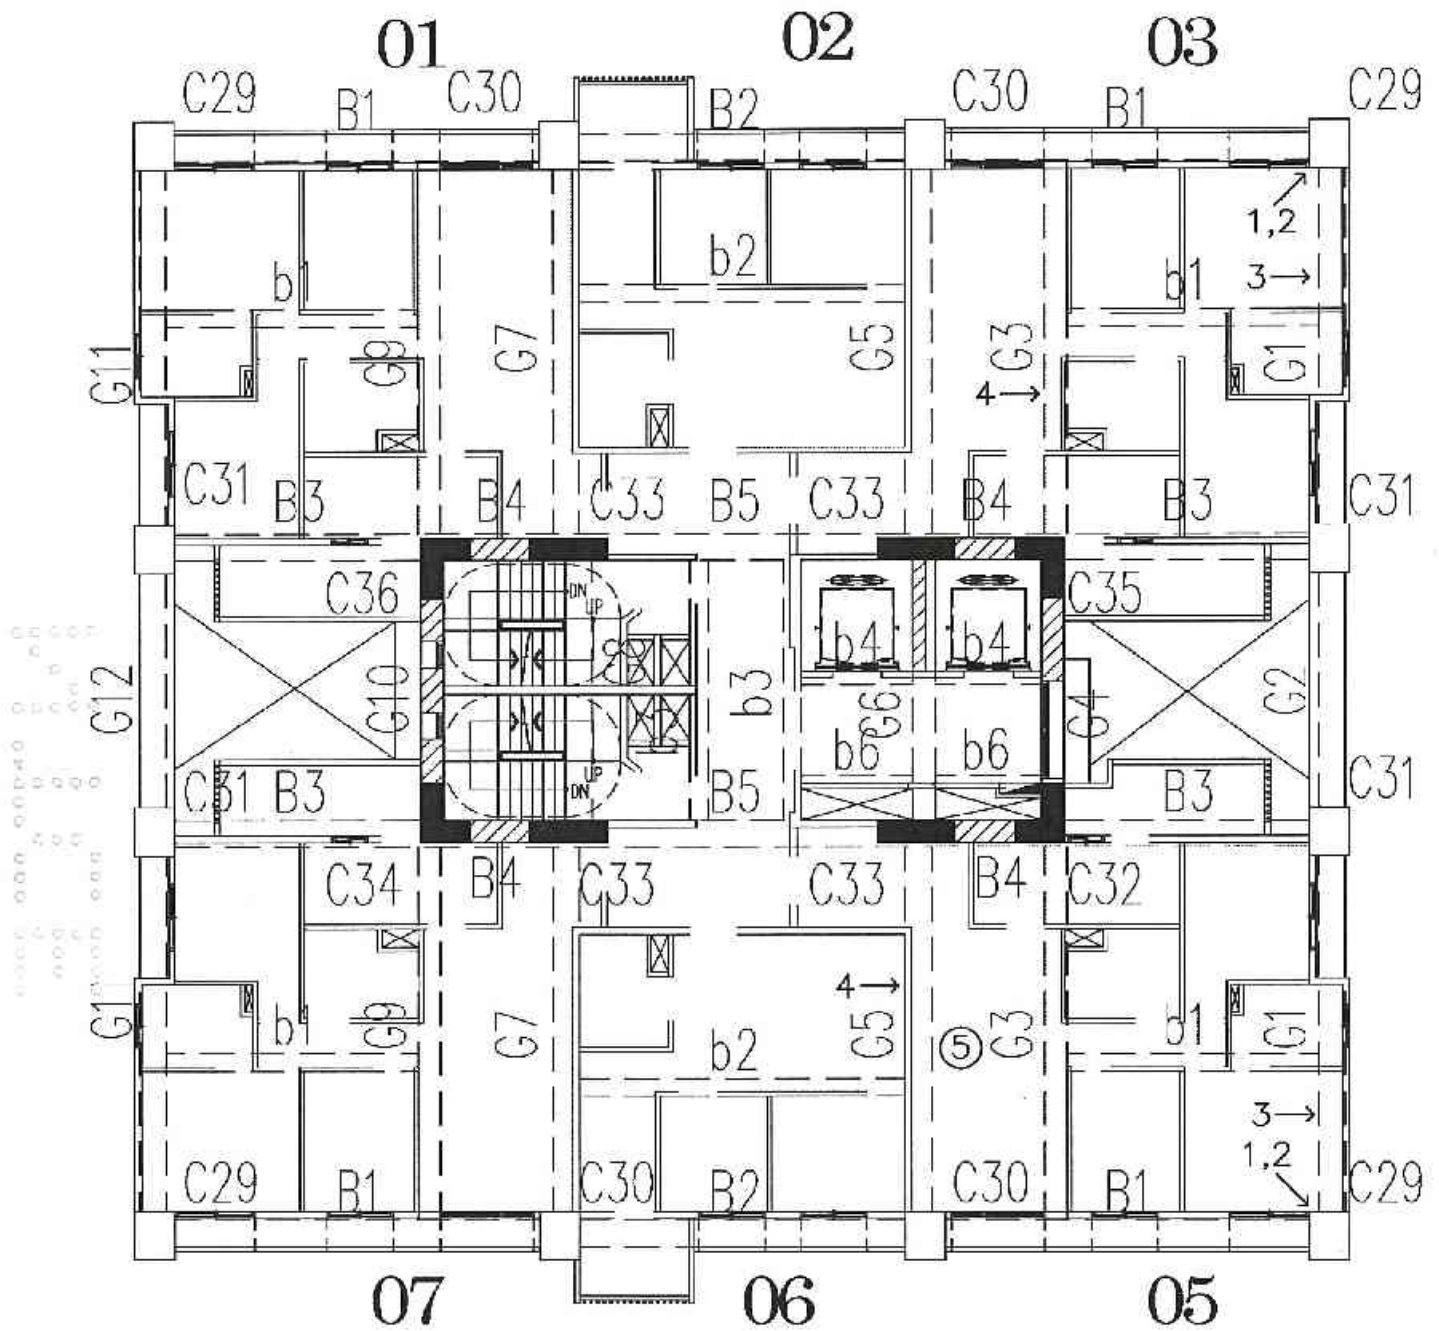 01 02 03
C29 B1 C30 B2 C30 B1 C29
1,2
b1 b2 b1 3
G11 G9 G7 G5 G3 G1
4
C31 B3 B4 C33 B5 C33 B4 B3 C31
C36 DN UP b4 b4 C35
G12 G10 b3 G6 G4 G2
b6 b6
C31 B3 UP DN B5 B3 C31
C34 B4 C33 C33 B4 C32
4
G9 G7 G5 G3 G1
b1 b2 5 b1
3
1,2
C29 B1 C30 B2 C30 B1 C29
07 06 05